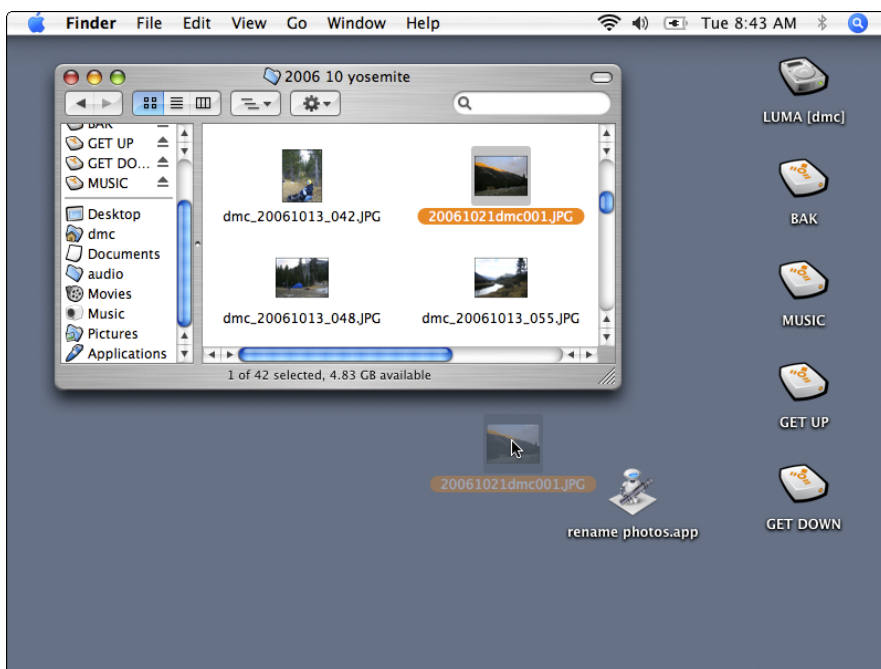 Finder File Edit View Go Window Help Tue 8:43 AM
2006 10 yosemite
BAK
GET UP
GET DO...
MUSIC
Desktop
dmc
Documents
audio
Movies
Music
Pictures
Applications
dmc_20061013_042.JPG
20061021dmc001.JPG
dmc_20061013_048.JPG
dmc_20061013_055.JPG
1 of 42 selected, 4.83 GB available
20061021dmc001.JPG
rename photos.app
LUMA [dmc]
BAK
MUSIC
GET UP
GET DOWN